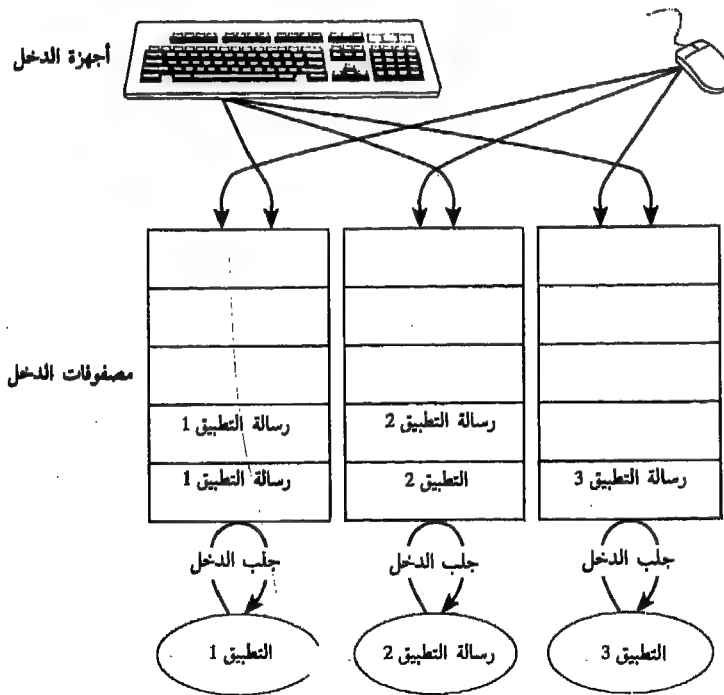 أجهزة الدخل
مصفوفات الدخل
رسالة التطبيق 1
رسالة التطبيق 2
رسالة التطبيق 1
التطبيق 2
رسالة التطبيق 3
جلب الدخل
جلب الدخل
جلب الدخل
التطبيق 1
رسالة التطبيق 2
التطبيق 3